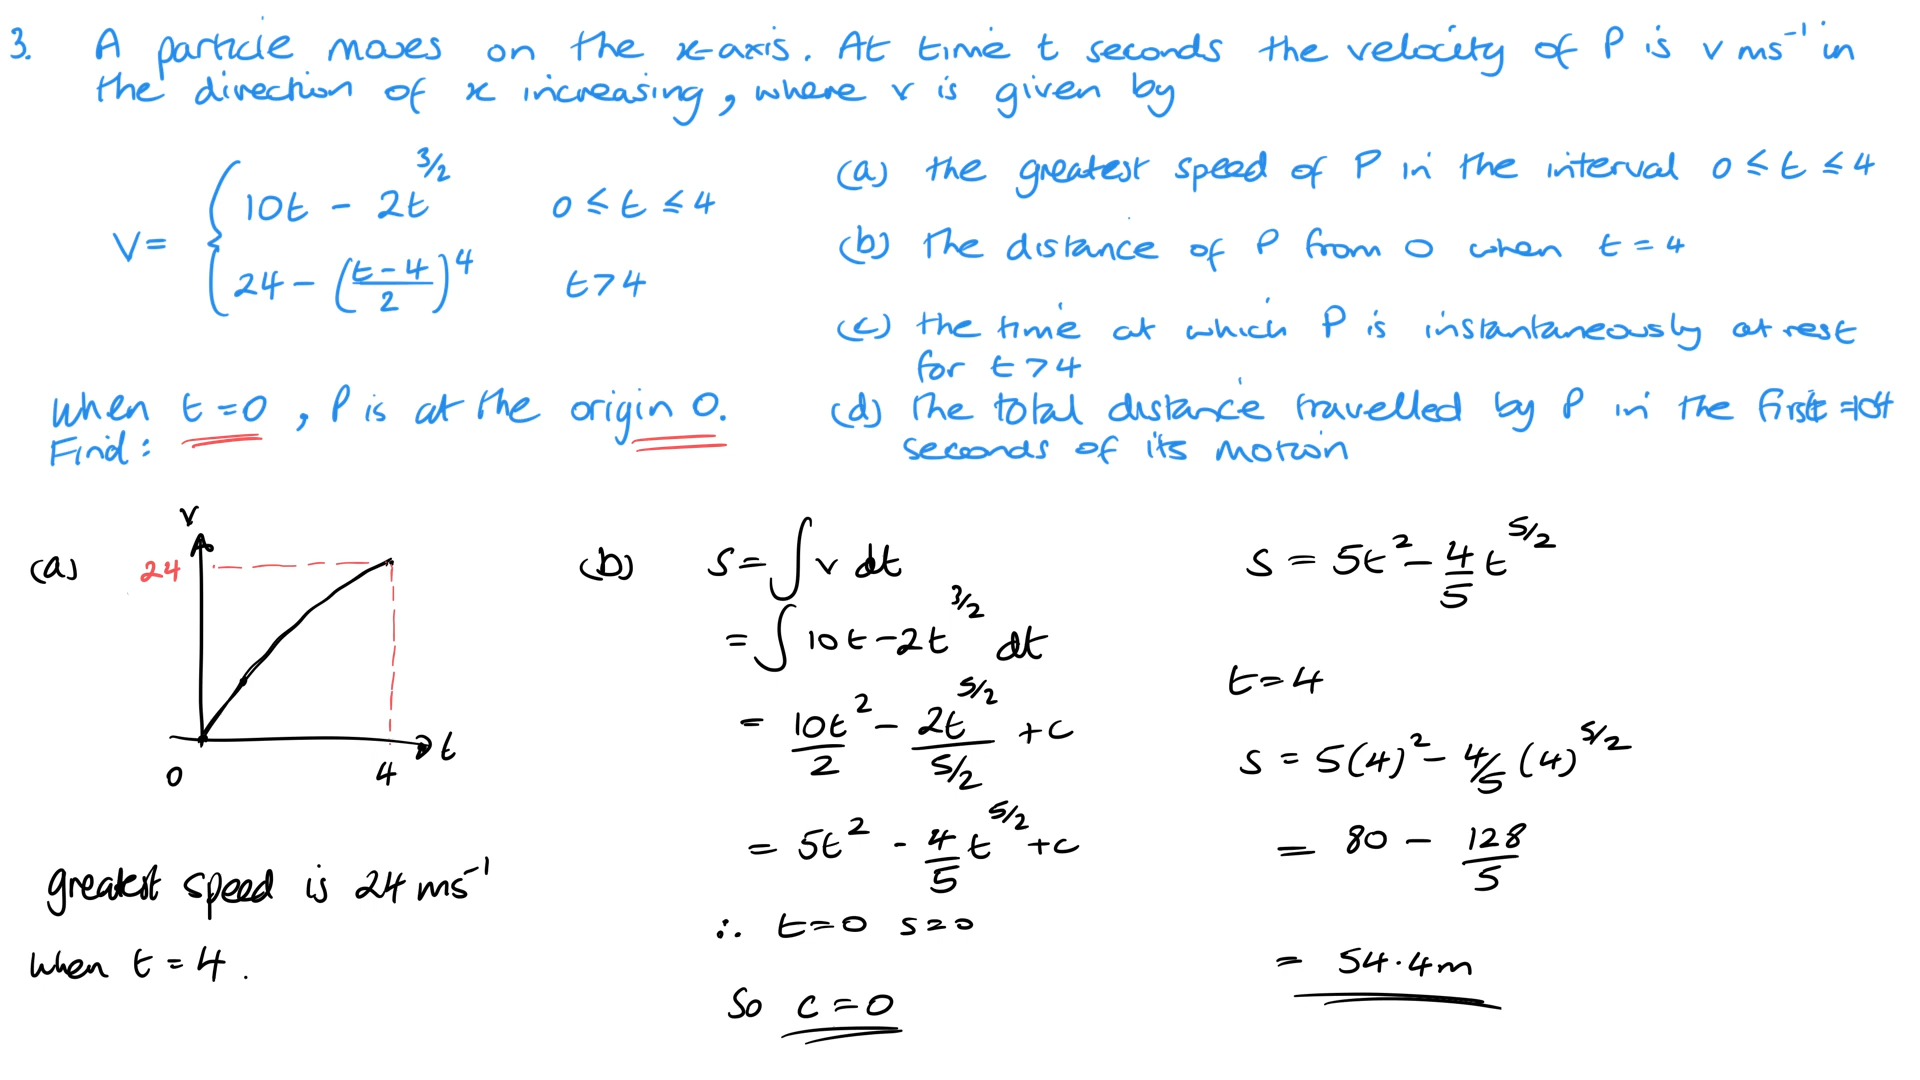 3. A particle moves on the x-axis. At time t seconds the velocity of P is v ms⁻¹ in
the direction of x increasing, where v is given by
V = { 10t - 2t^(3/2)    0 ≤ t ≤ 4
24 - ((t-4)/2)^4    t > 4
When t = 0, P is at the origin O.
Find:
(a) the greatest speed of P in the interval 0 ≤ t ≤ 4
(b) the distance of P from O when t = 4
(c) the time at which P is instantaneously at rest
for t > 4
(d) the total distance travelled by P in the
seconds of its motion
(a)
v
24
0
4
t
greatest speed is 24 ms⁻¹
when t = 4.
(b) s = ∫ v dt
= ∫ 10t - 2t^(3/2) dt
= 10t²/2 - 2t^(5/2)/(5/2) + c
= 5t² - 4/5 t^(5/2) + c
∴ t = 0 s = 0
So c = 0
s = 5t² - 4/5 t^(5/2)
t = 4
s = 5(4)² - 4/5 (4)^(5/2)
= 80 - 128/5
= 54.4m